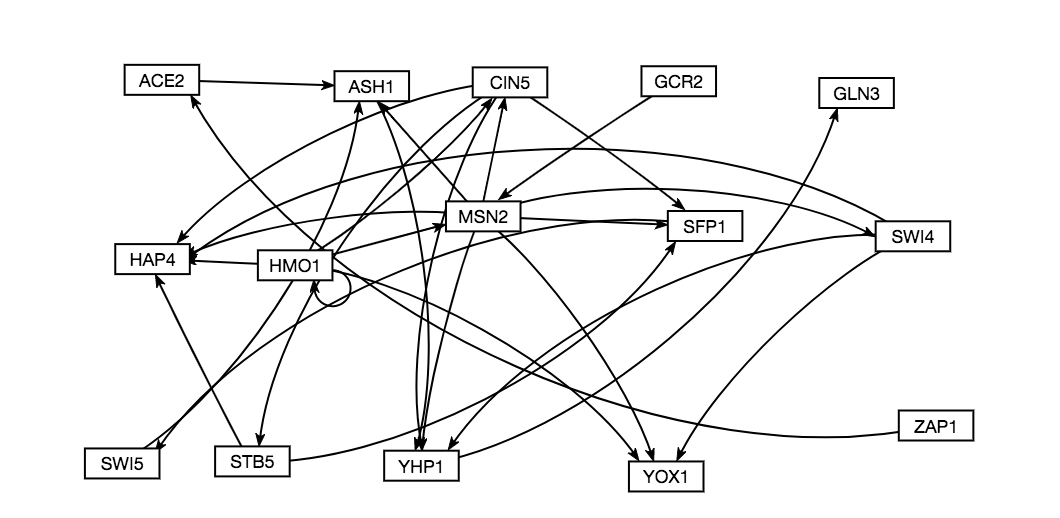 ACE2
ASH1
CIN5
GCR2
GLN3
MSN2
SFP1
SWI4
HAP4
HMO1
ZAP1
SWI5
STB5
YHP1
YOX1